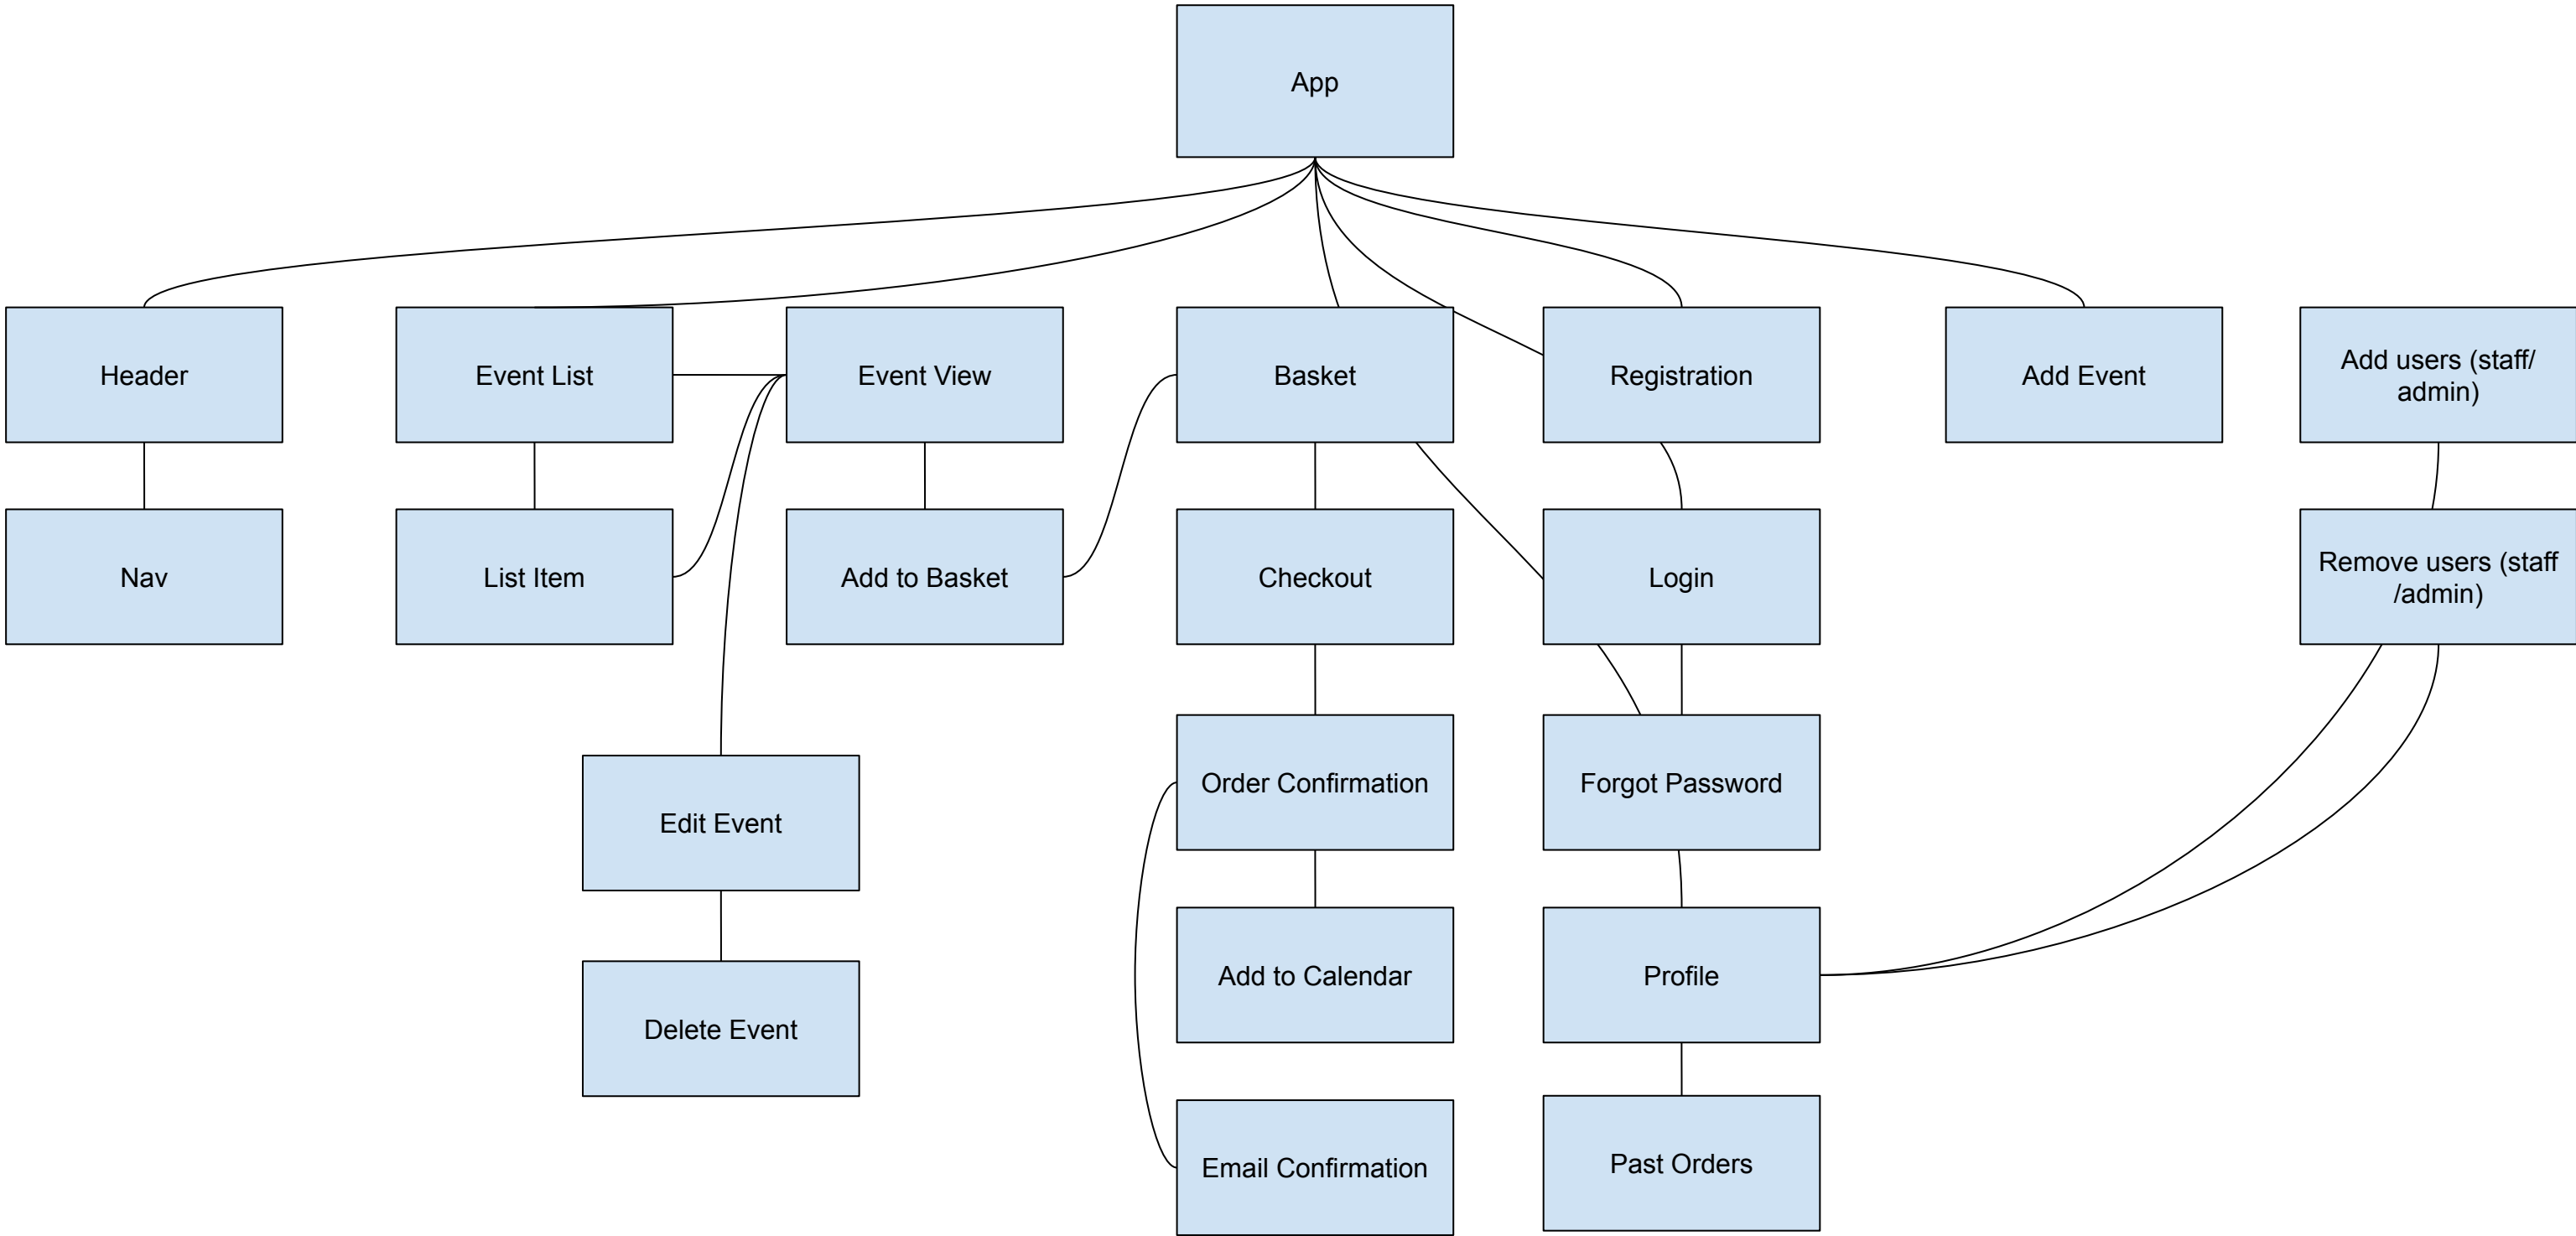 App
Header
Event List
Event View
Basket
Registration
Add Event
Add users (staff/
admin)
Nav
List Item
Add to Basket
Checkout
Login
Remove users (staff
/admin)
Edit Event
Order Confirmation
Forgot Password
Delete Event
Add to Calendar
Profile
Email Confirmation
Past Orders